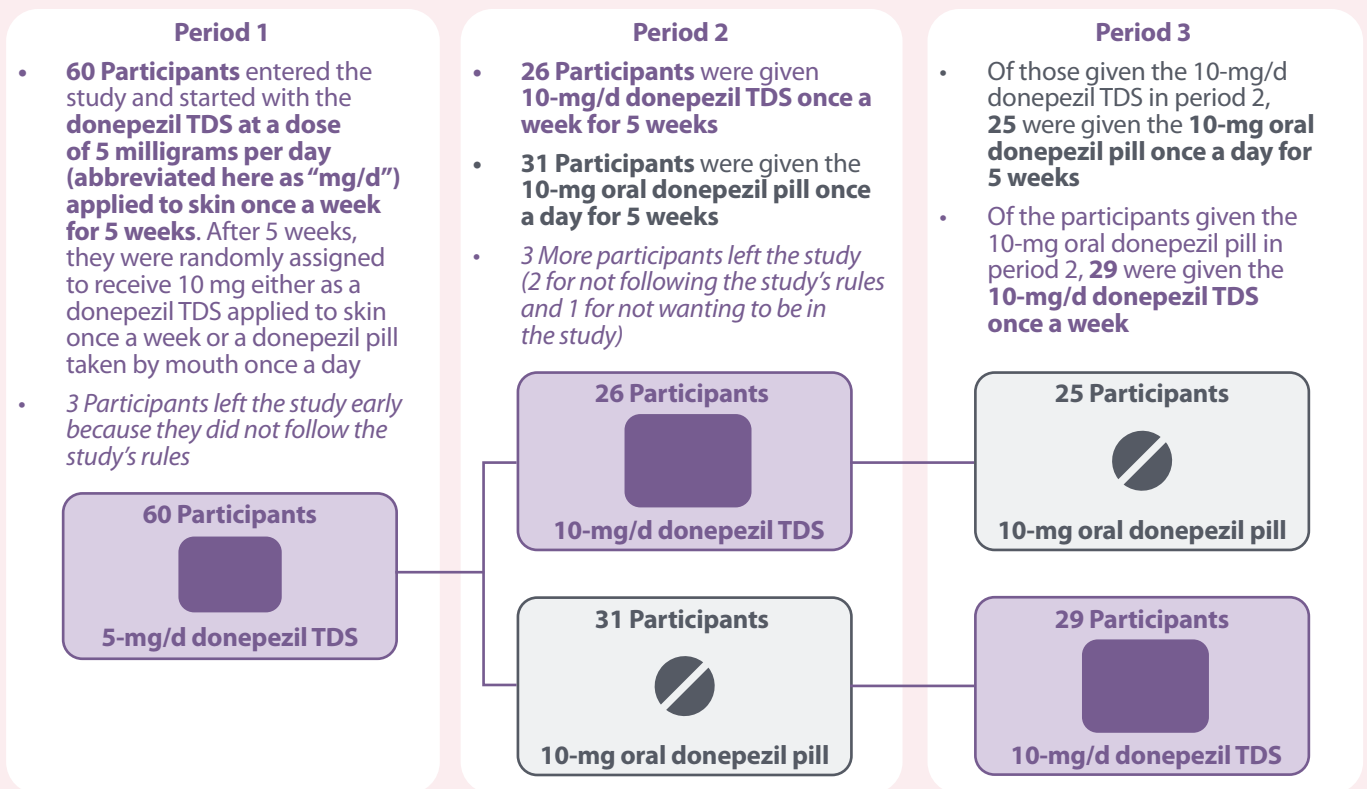 Period 1
• 60 Participants entered the
study and started with the
donepezil TDS at a dose
of 5 milligrams per day
(abbreviated here as “mg/d”)
applied to skin once a week
for 5 weeks. After 5 weeks,
they were randomly assigned
to receive 10 mg either as a
donepezil TDS applied to skin
once a week or a donepezil pill
taken by mouth once a day
• 3 Participants left the study early
because they did not follow the
study’s rules
60 Participants
5-mg/d donepezil TDS
Period 2
• 26 Participants were given
10-mg/d donepezil TDS once a
week for 5 weeks
• 31 Participants were given the
10-mg oral donepezil pill once
a day for 5 weeks
• 3 More participants left the study
(2 for not following the study’s rules
and 1 for not wanting to be in
the study)
26 Participants
10-mg/d donepezil TDS
31 Participants
10-mg oral donepezil pill
Period 3
• Of those given the 10-mg/d
donepezil TDS in period 2,
25 were given the 10-mg oral
donepezil pill once a day for
5 weeks
• Of the participants given the
10-mg oral donepezil pill in
period 2, 29 were given the
10-mg/d donepezil TDS
once a week
25 Participants
10-mg oral donepezil pill
29 Participants
10-mg/d donepezil TDS